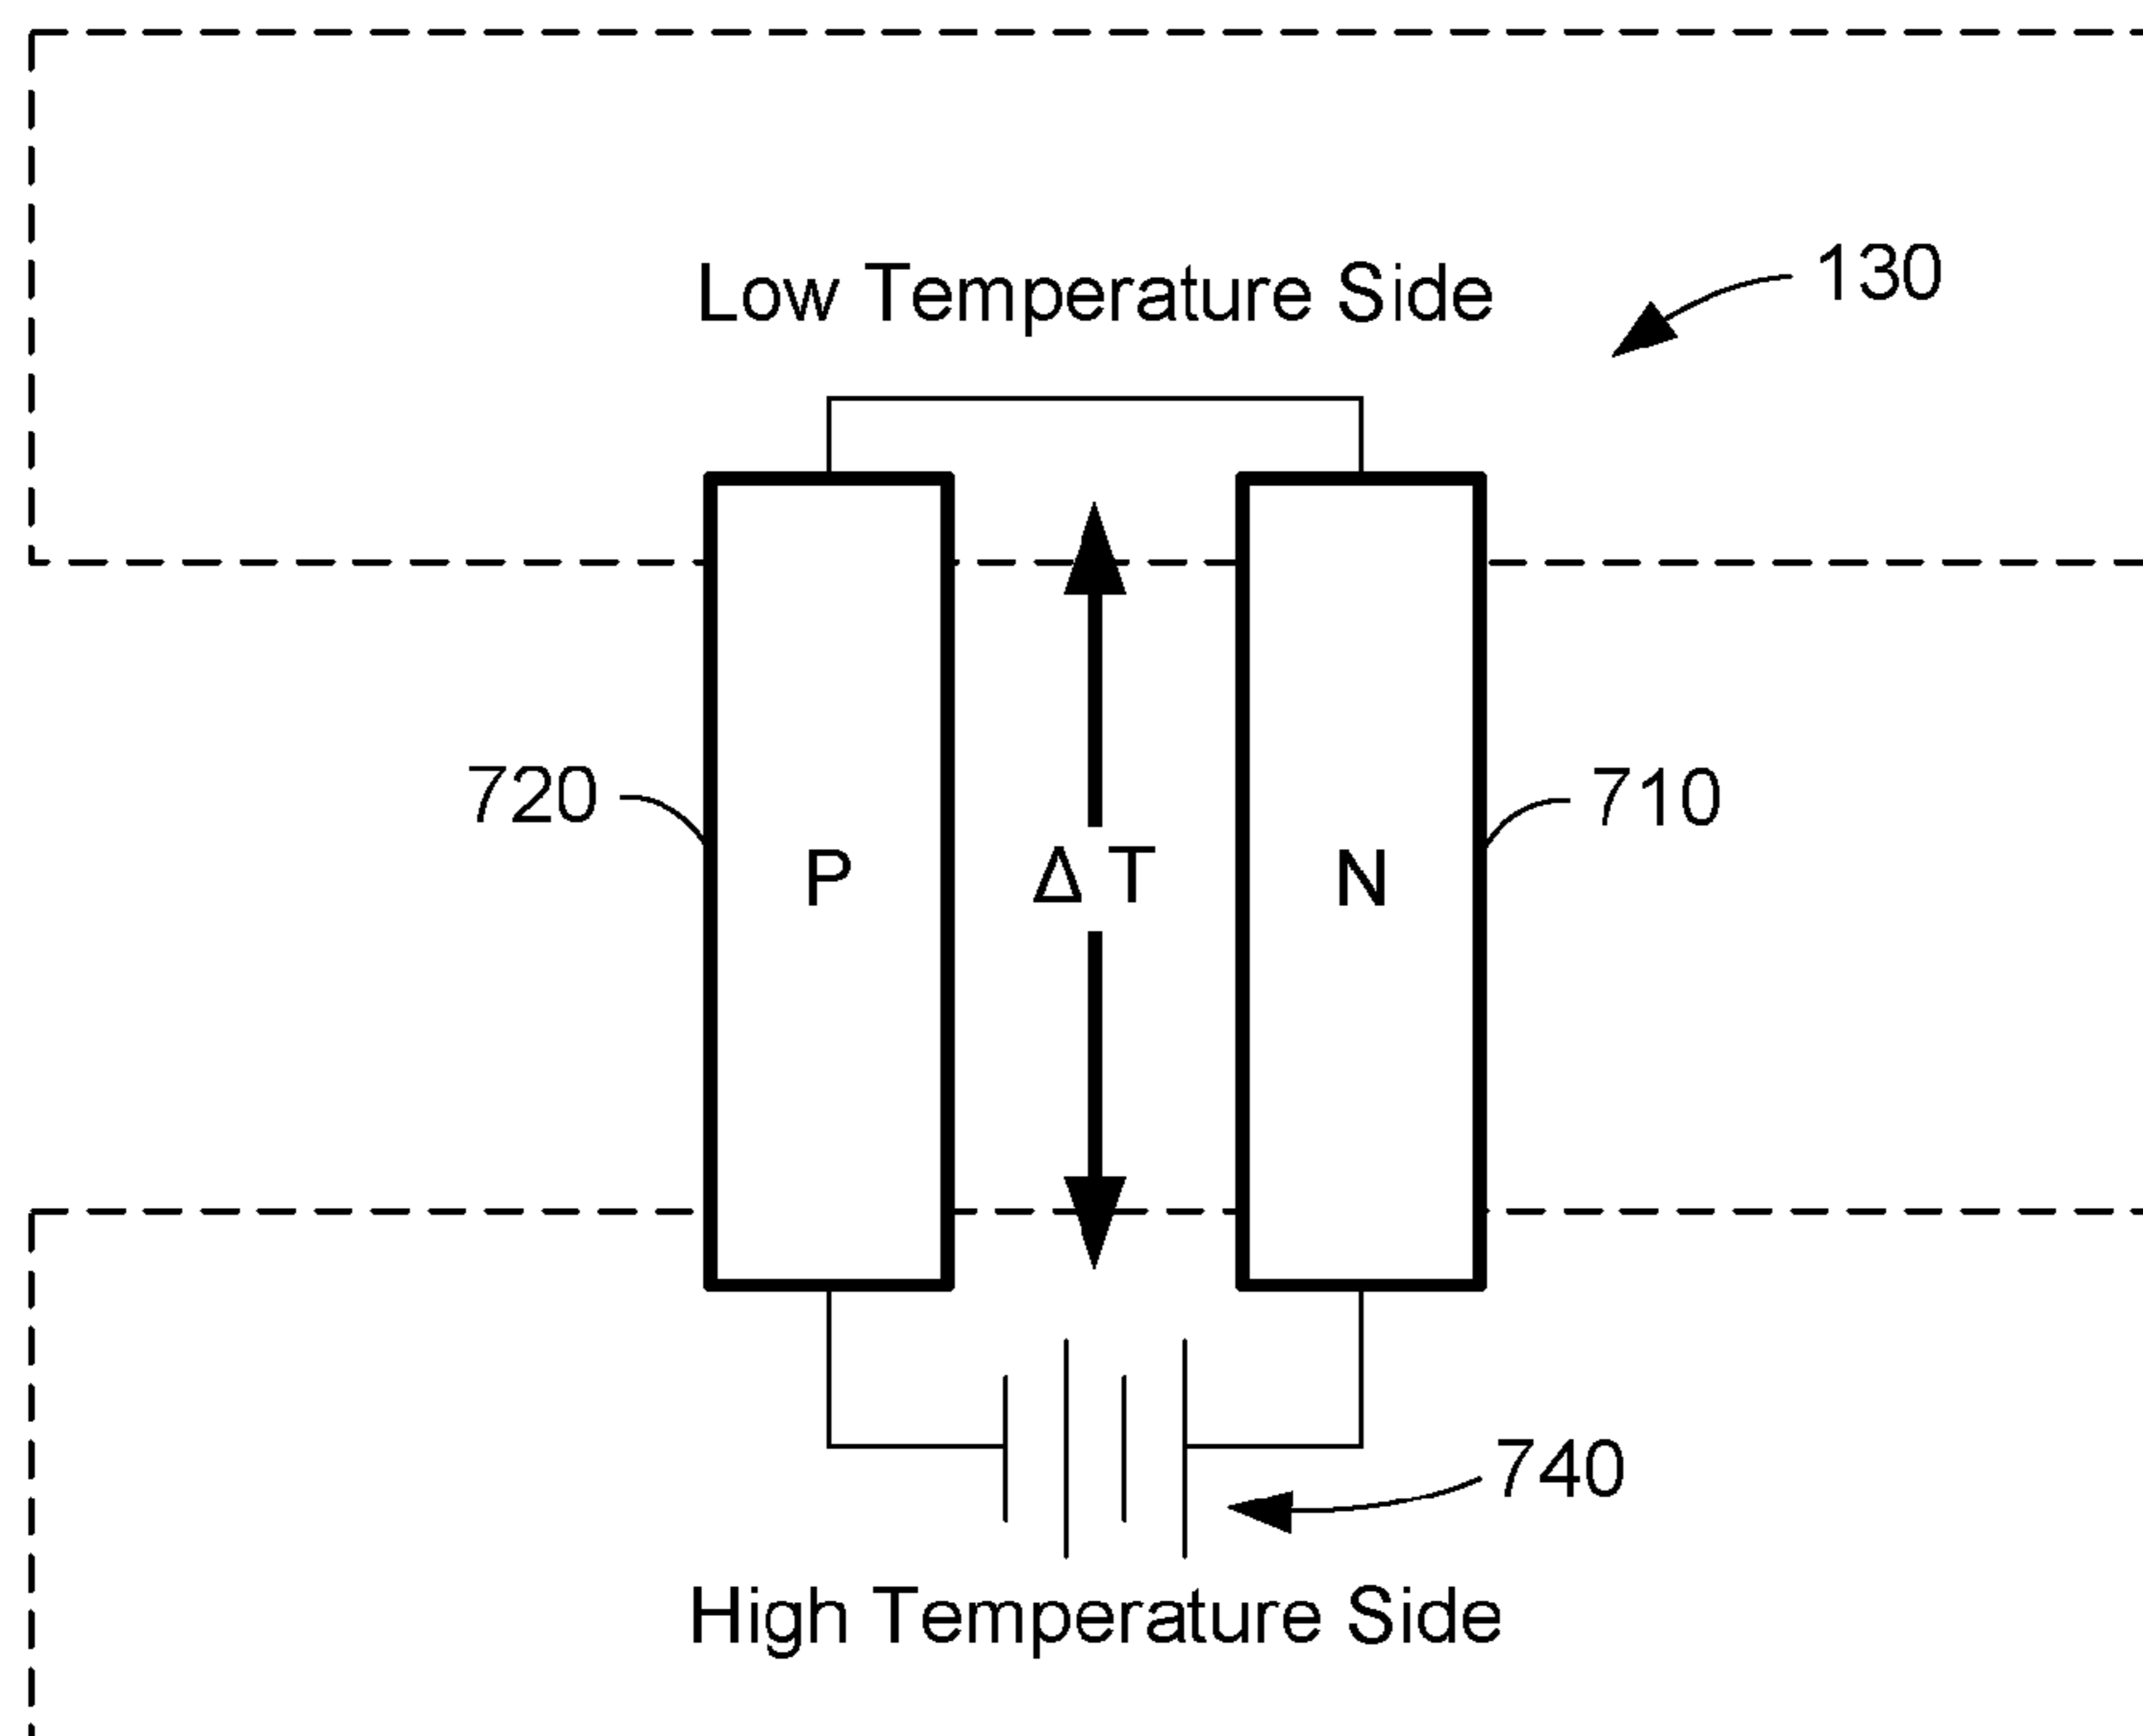 130
Low Temperature Side
720
710
P
Δ T
N
740
High Temperature Side